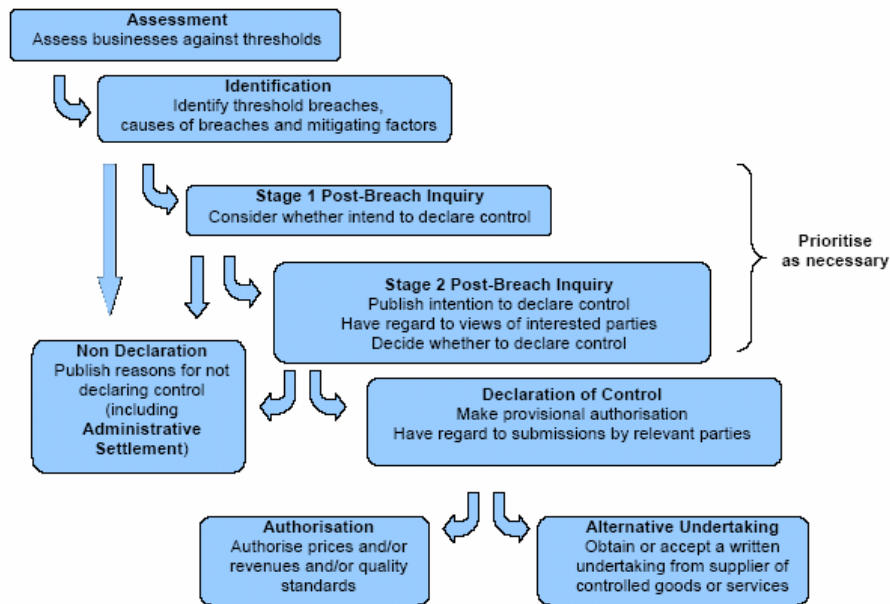 Assessment
Assess businesses against thresholds
Identification
Identify threshold breaches,
causes of breaches and mitigating factors
Stage 1 Post-Breach Inquiry
Consider whether intend to declare control
Prioritise
as necessary
Stage 2 Post-Breach Inquiry
Publish intention to declare control
Have regard to views of interested parties
Decide whether to declare control
Non Declaration
Publish reasons for not
declaring control
(including
Administrative
Settlement)
Declaration of Control
Make provisional authorisation
Have regard to submissions by relevant parties
Authorisation
Authorise prices and/or
revenues and/or quality
standards
Alternative Undertaking
Obtain or accept a written
undertaking from supplier of
controlled goods or services